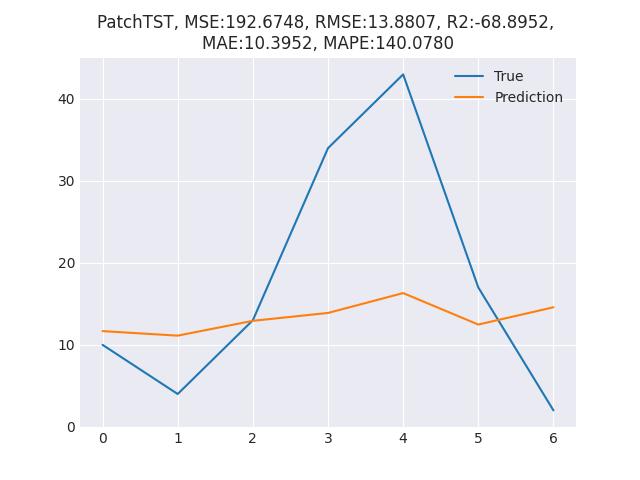 PatchTST, MSE:192.6748, RMSE:13.8807, R2:-68.8952,
MAE:10.3952, MAPE:140.0780
True
Prediction
40
30
20
10
0
0 1 2 3 4 5 6